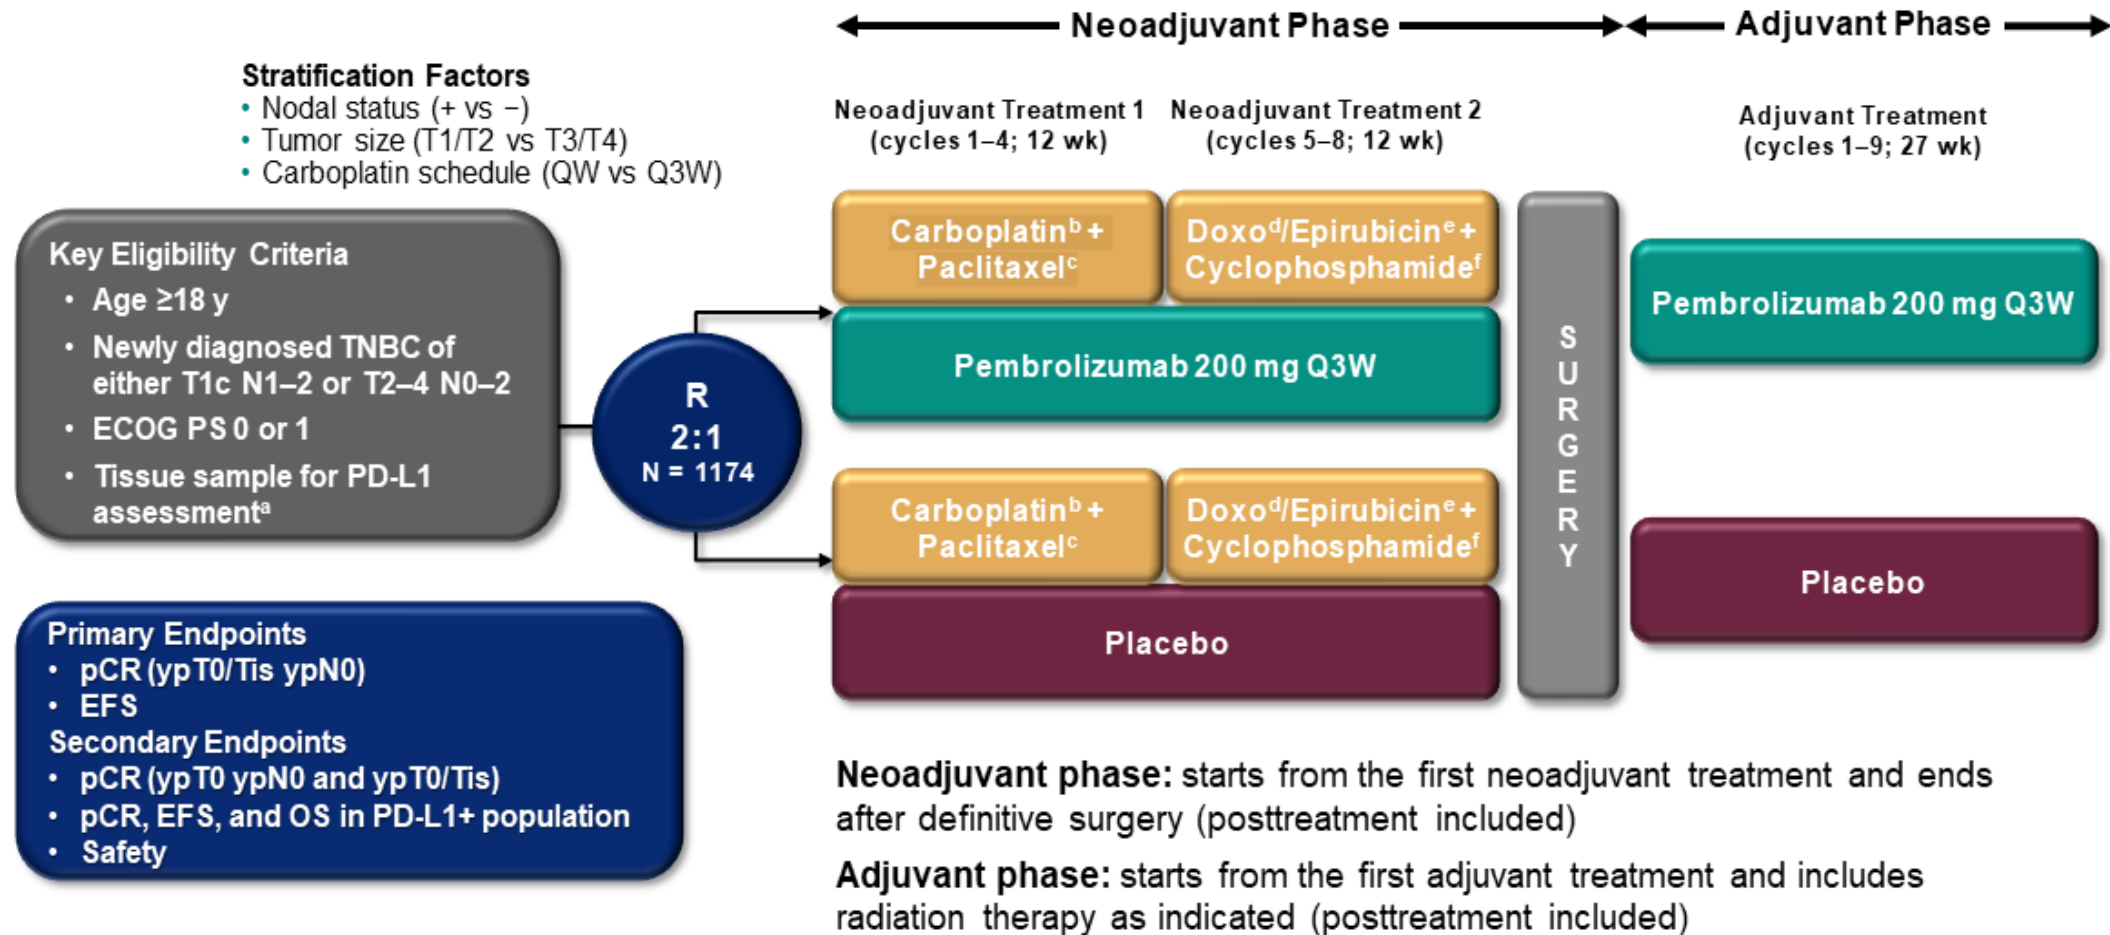 Neoadjuvant Phase
Adjuvant Phase
Stratification Factors
• Nodal status (+ vs −)
• Tumor size (T1/T2 vs T3/T4)
• Carboplatin schedule (QW vs Q3W)
Neoadjuvant Treatment 1
(cycles 1–4; 12 wk)
Neoadjuvant Treatment 2
(cycles 5–8; 12 wk)
Adjuvant Treatment
(cycles 1–9; 27 wk)
Key Eligibility Criteria
• Age ≥18 y
• Newly diagnosed TNBC of
either T1c N1–2 or T2–4 N0–2
• ECOG PS 0 or 1
• Tissue sample for PD-L1
assessmentᵃ
R
2:1
N = 1174
Carboplatinᵇ +
Paclitaxelᶜ
Doxoᵈ/Epirubicinᵉ +
Cyclophosphamideᶠ
Pembrolizumab 200 mg Q3W
Carboplatinᵇ +
Paclitaxelᶜ
Doxoᵈ/Epirubicinᵉ +
Cyclophosphamideᶠ
Placebo
SURGERY
Pembrolizumab 200 mg Q3W
Placebo
Primary Endpoints
• pCR (ypT0/Tis ypN0)
• EFS
Secondary Endpoints
• pCR (ypT0 ypN0 and ypT0/Tis)
• pCR, EFS, and OS in PD-L1+ population
• Safety
Neoadjuvant phase: starts from the first neoadjuvant treatment and ends
after definitive surgery (posttreatment included)
Adjuvant phase: starts from the first adjuvant treatment and includes
radiation therapy as indicated (posttreatment included)